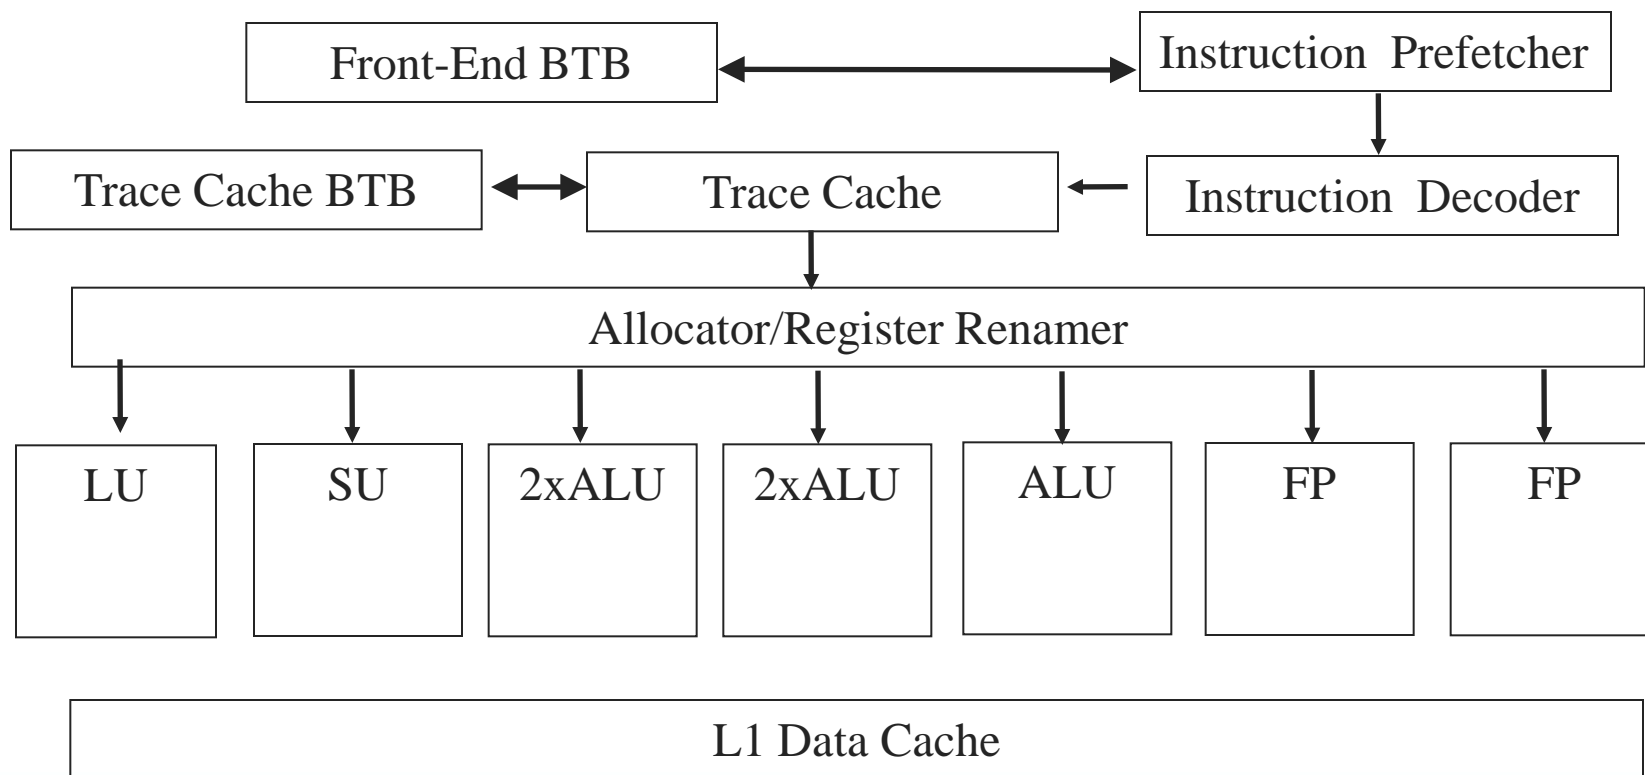 Front-End BTB
Instruction Prefetcher
Trace Cache BTB
Trace Cache
Instruction Decoder
Allocator/Register Renamer
LU
SU
2xALU
2xALU
ALU
FP
FP
L1 Data Cache